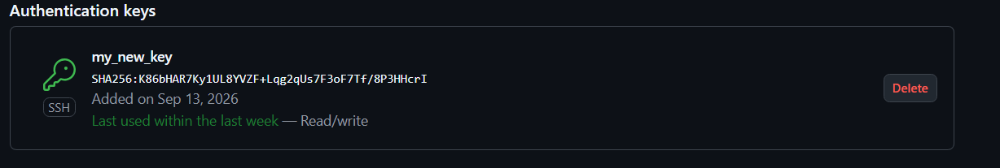 Authentication keys
my_new_key
SHA256:K86bHAR7Ky1UL8YVZF+Lqg2qUs7F3oF7Tf/8P3HHcrI
Added on Sep 13, 2026
SSH
Last used within the last week — Read/write
Delete